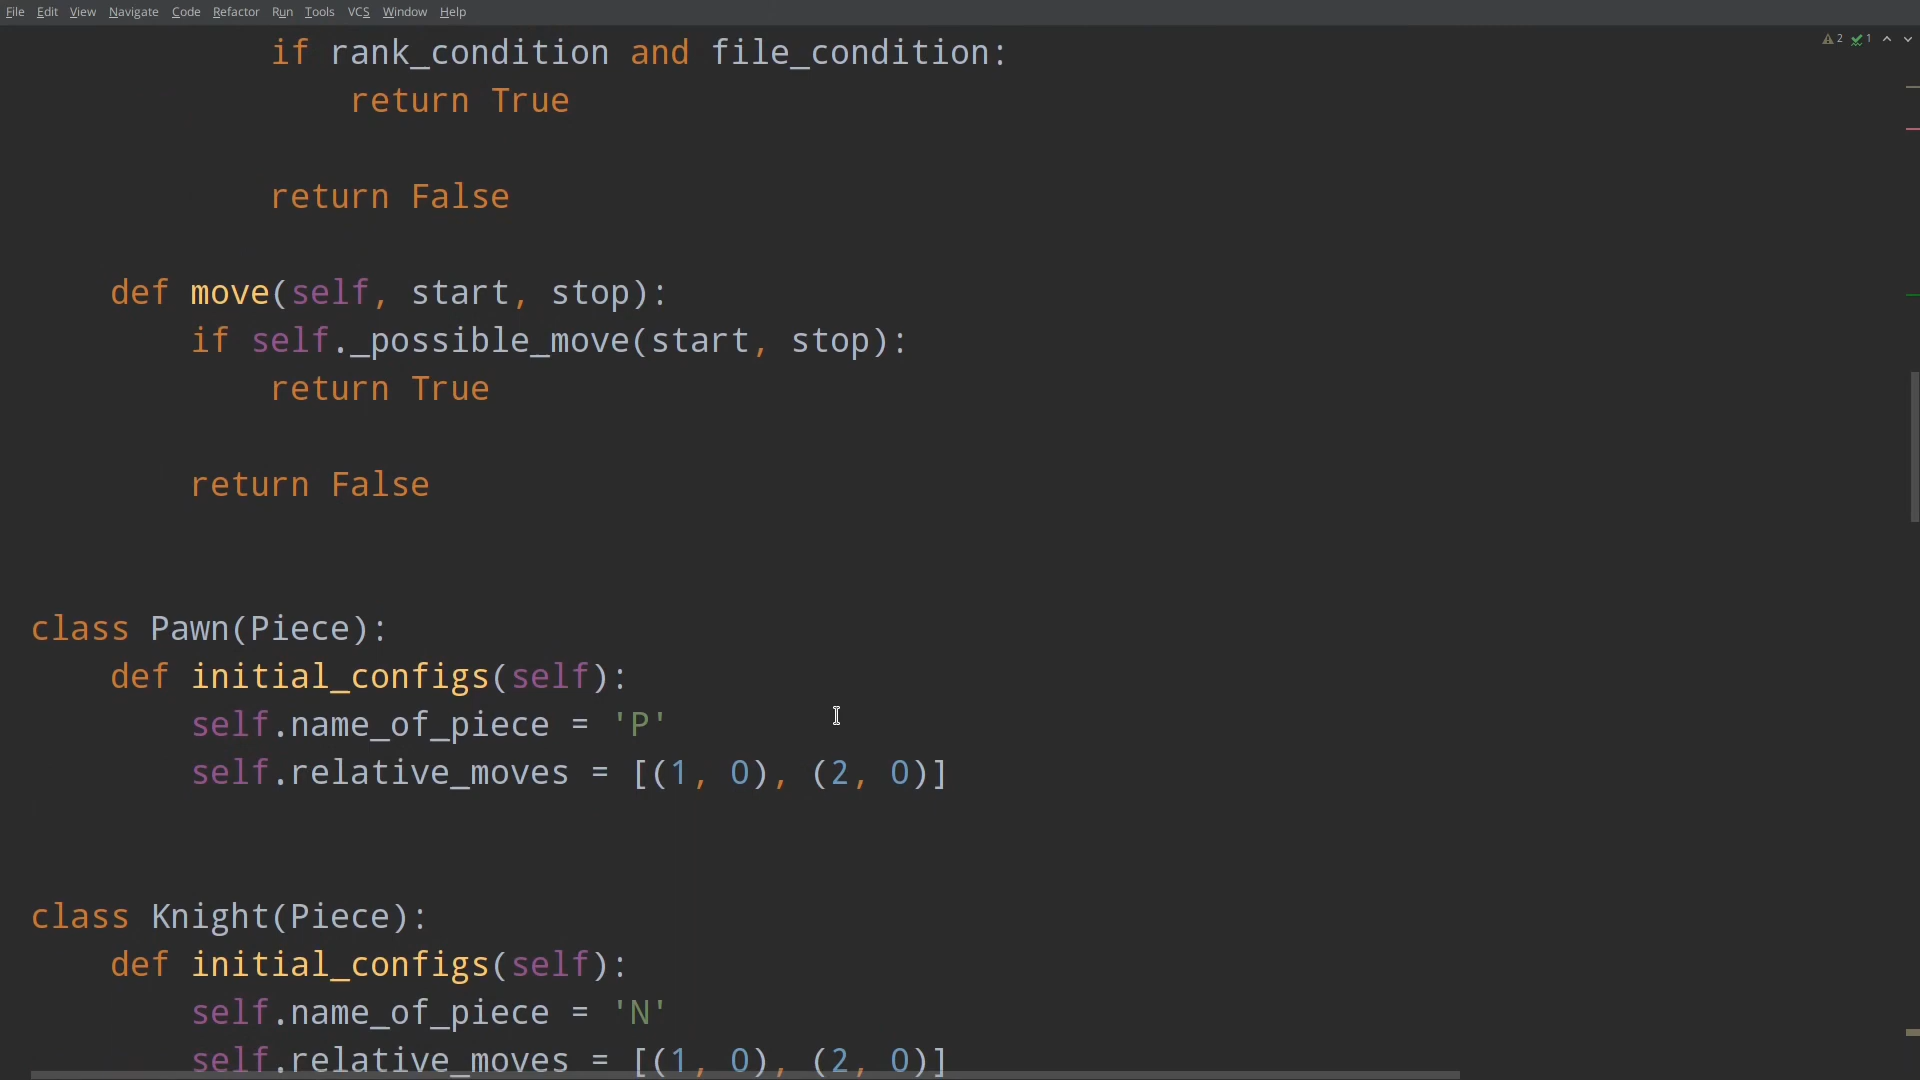 File Edit View Navigate Code Refactor Run Tools VCS Window Help
2 1
if rank_condition and file_condition:
return True
return False
def move(self, start, stop):
if self._possible_move(start, stop):
return True
return False
class Pawn(Piece):
def initial_configs(self):
self.name_of_piece = 'P'
self.relative_moves = [(1, 0), (2, 0)]
class Knight(Piece):
def initial_configs(self):
self.name_of_piece = 'N'
self.relative_moves = [(1, 0), (2, 0)]